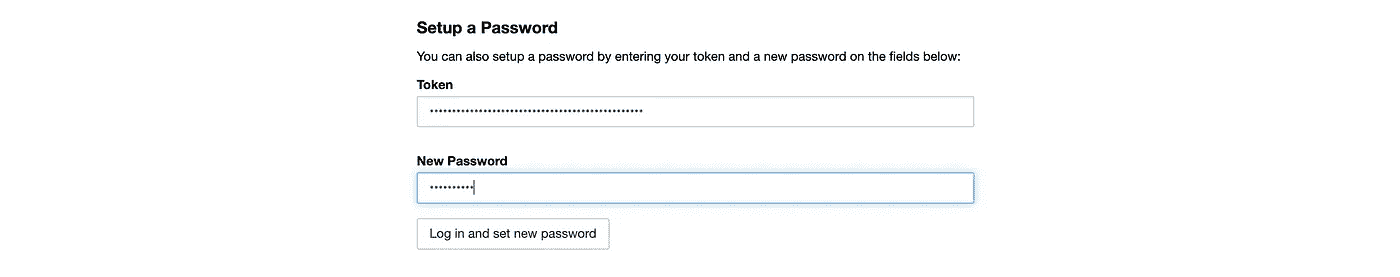 Setup a Password
You can also setup a password by entering your token and a new password on the fields below:
Token
••••••••••••••••••••••••••••••••••••••••••••••••
New Password
••••••••••
Log in and set new password